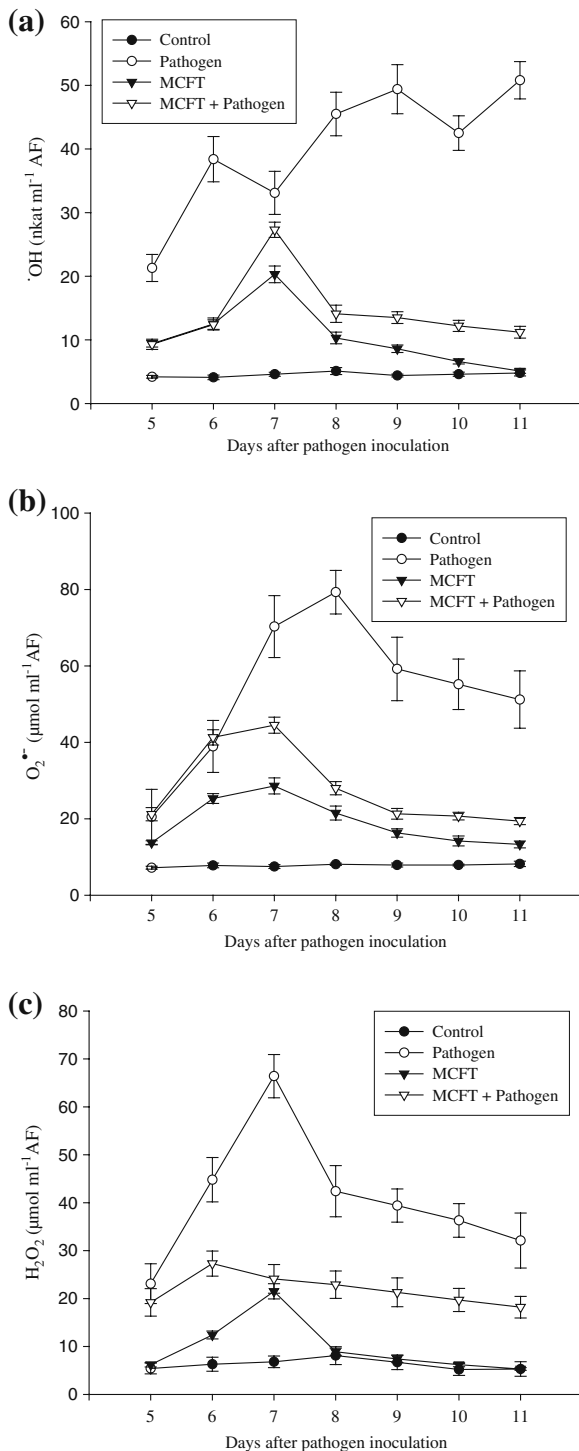 (a)
Control
Pathogen
MCFT
MCFT + Pathogen
60
50
40
30
20
10
0
˙OH (nkat ml⁻¹ AF)
5 6 7 8 9 10 11
Days after pathogen inoculation
(b)
Control
Pathogen
MCFT
MCFT + Pathogen
100
80
60
40
20
0
O₂•⁻ (µmol ml⁻¹AF)
5 6 7 8 9 10 11
Days after pathogen inoculation
(c)
Control
Pathogen
MCFT
MCFT + Pathogen
80
70
60
50
40
30
20
10
0
H₂O₂ (µmol ml⁻¹ AF)
5 6 7 8 9 10 11
Days after pathogen inoculation